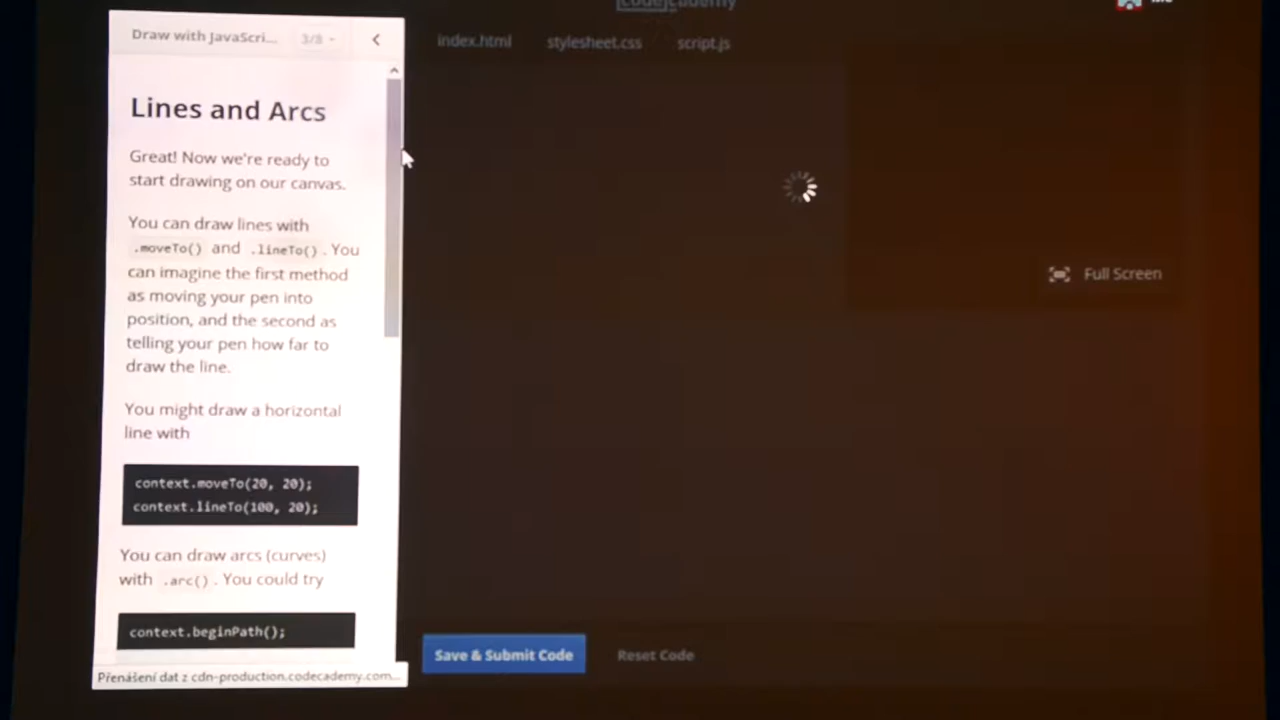 Draw with JavaScri... 3/8
index.html stylesheet.css script.js
Lines and Arcs
Great! Now we're ready to
start drawing on our canvas.
You can draw lines with
.moveTo() and .lineTo(). You
can imagine the first method
as moving your pen into
position, and the second as
telling your pen how far to
draw the line.
You might draw a horizontal
line with
context.moveTo(20, 20);
context.lineTo(100, 20);
You can draw arcs (curves)
with .arc(). You could try
context.beginPath();
Full Screen
Save & Submit Code
Reset Code
Přenášení dat z cdn-production.codecademy.com...